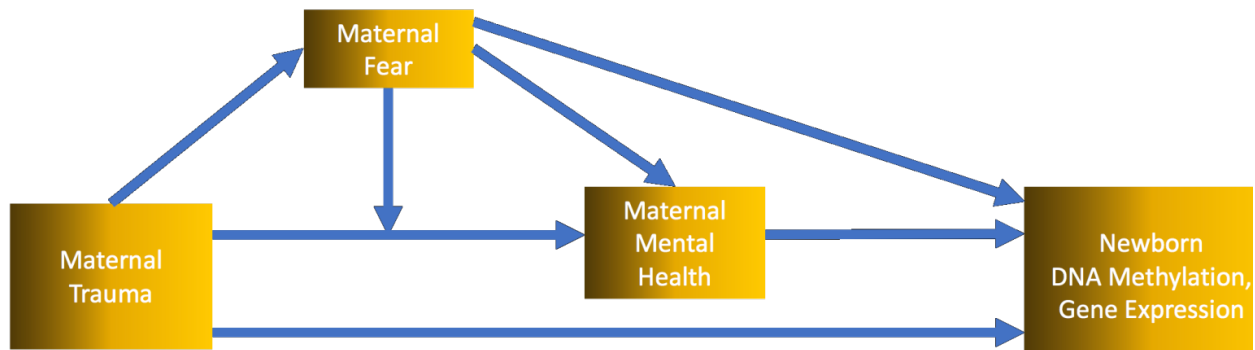 Maternal
Fear
Maternal
Trauma
Maternal
Mental
Health
Newborn
DNA Methylation,
Gene Expression